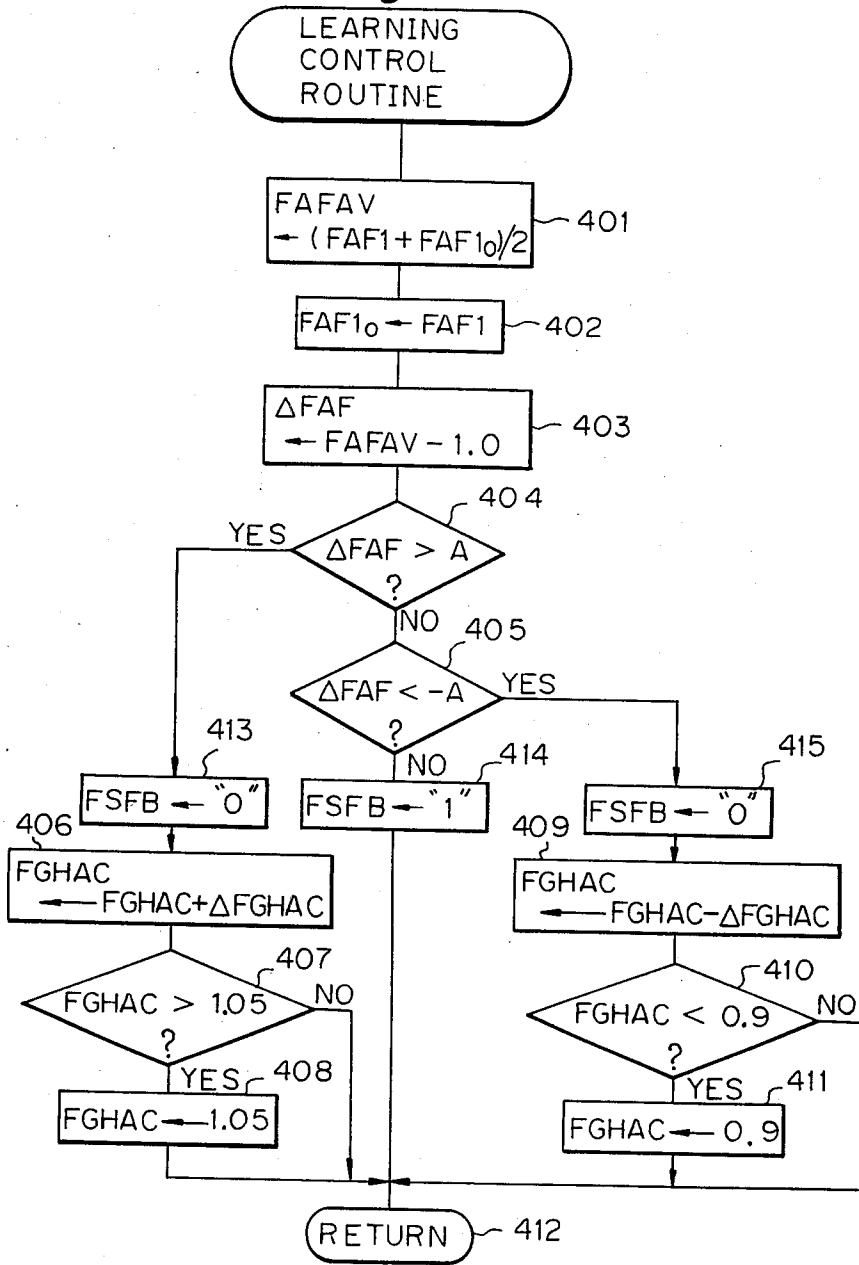 LEARNING
CONTROL
ROUTINE
FAFAV
← (FAF1+FAF1₀)/2
401
FAF1₀ ← FAF1
402
ΔFAF
← FAFAV − 1.0
403
404
YES
ΔFAF > A
?
NO
405
ΔFAF < -A
YES
?
NO
413
FSFB ← "0"
414
FSFB ← "1"
415
FSFB ← "0"
406
FGHAC
← FGHAC+ΔFGHAC
409
FGHAC
← FGHAC−ΔFGHAC
407
FGHAC > 1.05
NO
?
YES
408
FGHAC ← 1.05
410
FGHAC < 0.9
NO
?
YES
411
FGHAC ← 0.9
RETURN
412